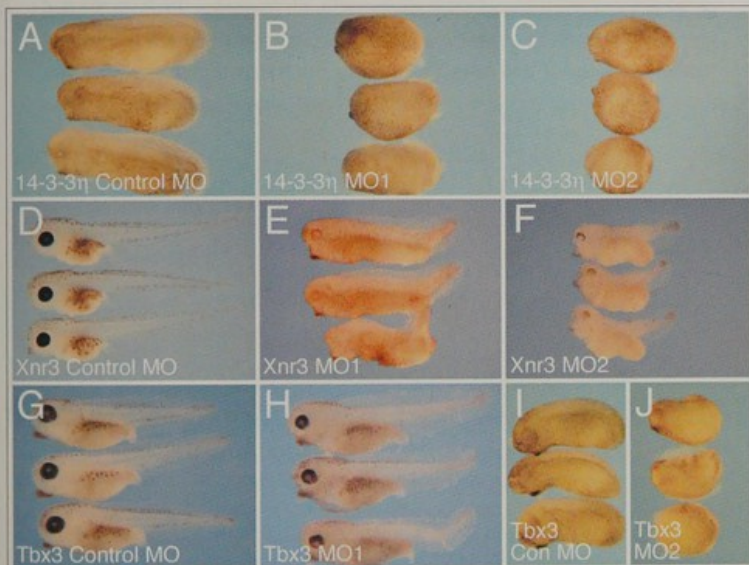 A
B
C
14-3-3η Control MO
14-3-3η MO1
14-3-3η MO2
D
E
F
Xnr3 Control MO
Xnr3 MO1
Xnr3 MO2
G
H
I
J
Tbx3 Control MO
Tbx3 MO1
Tbx3
Con MO
Tbx3
MO2